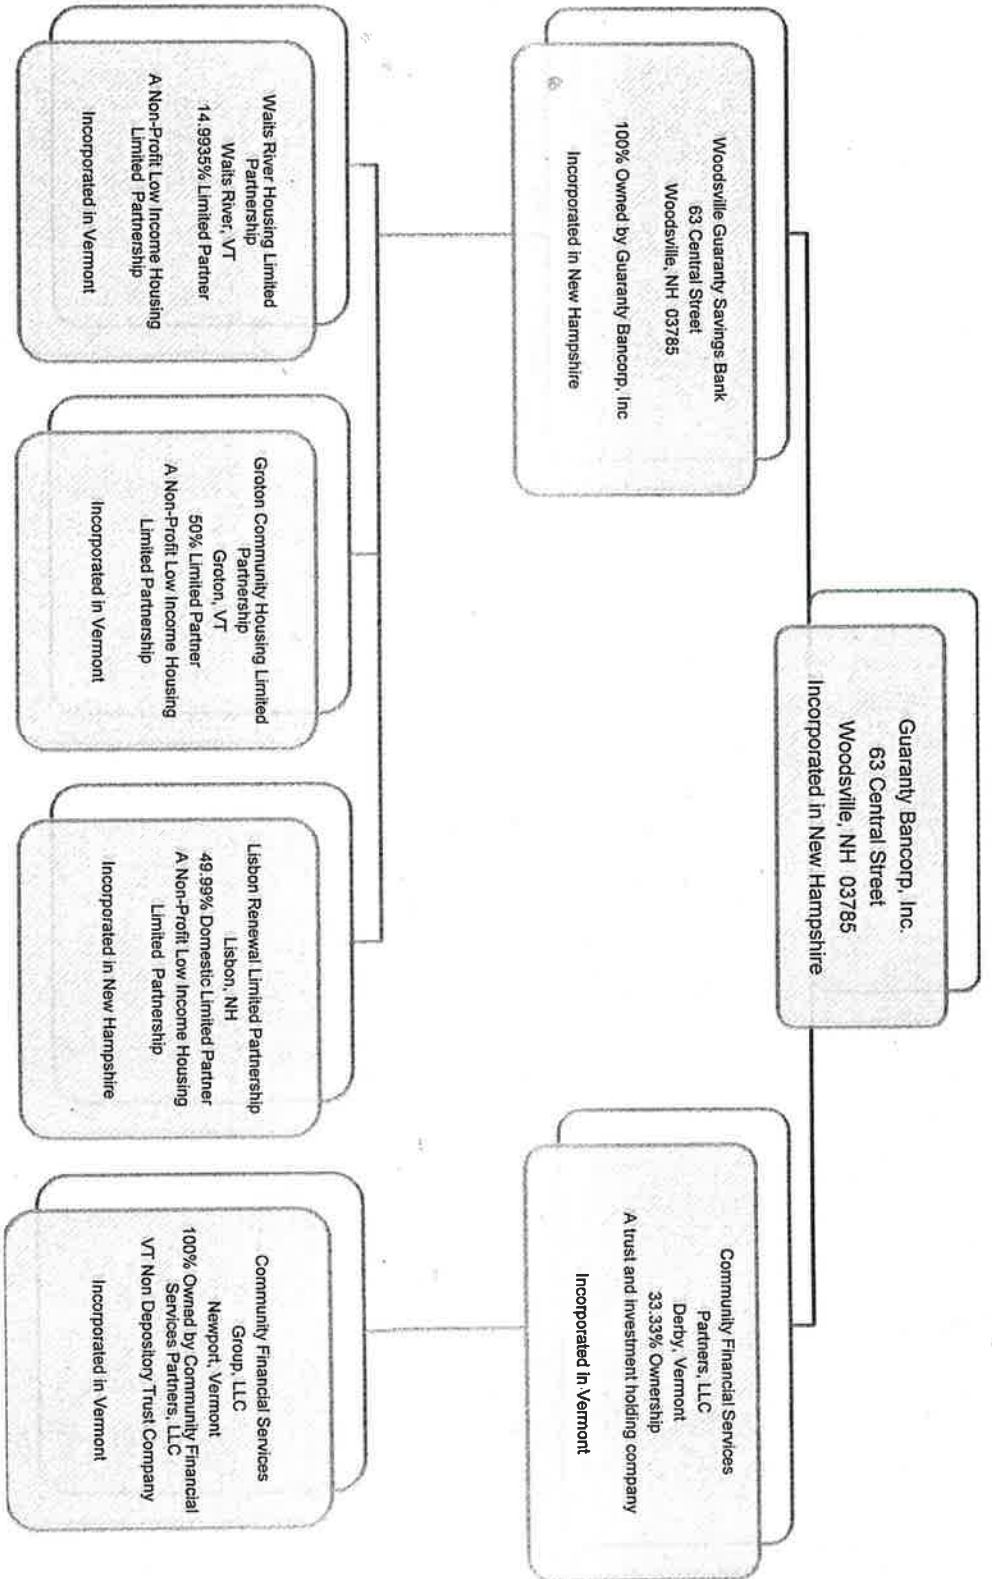 Guaranty Bancorp, Inc.
63 Central Street
Woodsville, NH 03785
Incorporated in New Hampshire
Woodsville Guaranty Savings Bank
63 Central Street
Woodsville, NH 03785
100% Owned by Guaranty Bancorp, Inc
Incorporated in New Hampshire
Community Financial Services
Partners, LLC
Derby, Vermont
33.33% Ownership
A trust and investment holding company
Incorporated In Vermont
Waits River Housing Limited
Partnership
Waits River, VT
14.9935% Limited Partner
A Non-Profit Low Income Housing
Limited Partnership
Incorporated in Vermont
Groton Community Housing Limited
Partnership
Groton, VT
50% Limited Partner
A Non-Profit Low Income Housing
Limited Partnership
Incorporated in Vermont
Lisbon Renewal Limited Partnership
Lisbon, NH
49.99% Domestic Limited Partner
A Non-Profit Low Income Housing
Limited Partnership
Incorporated in New Hampshire
Community Financial Services
Group, LLC
Newport, Vermont
100% Owned by Community Financial
Services Partners, LLC
VT Non Depository Trust Company
Incorporated in Vermont